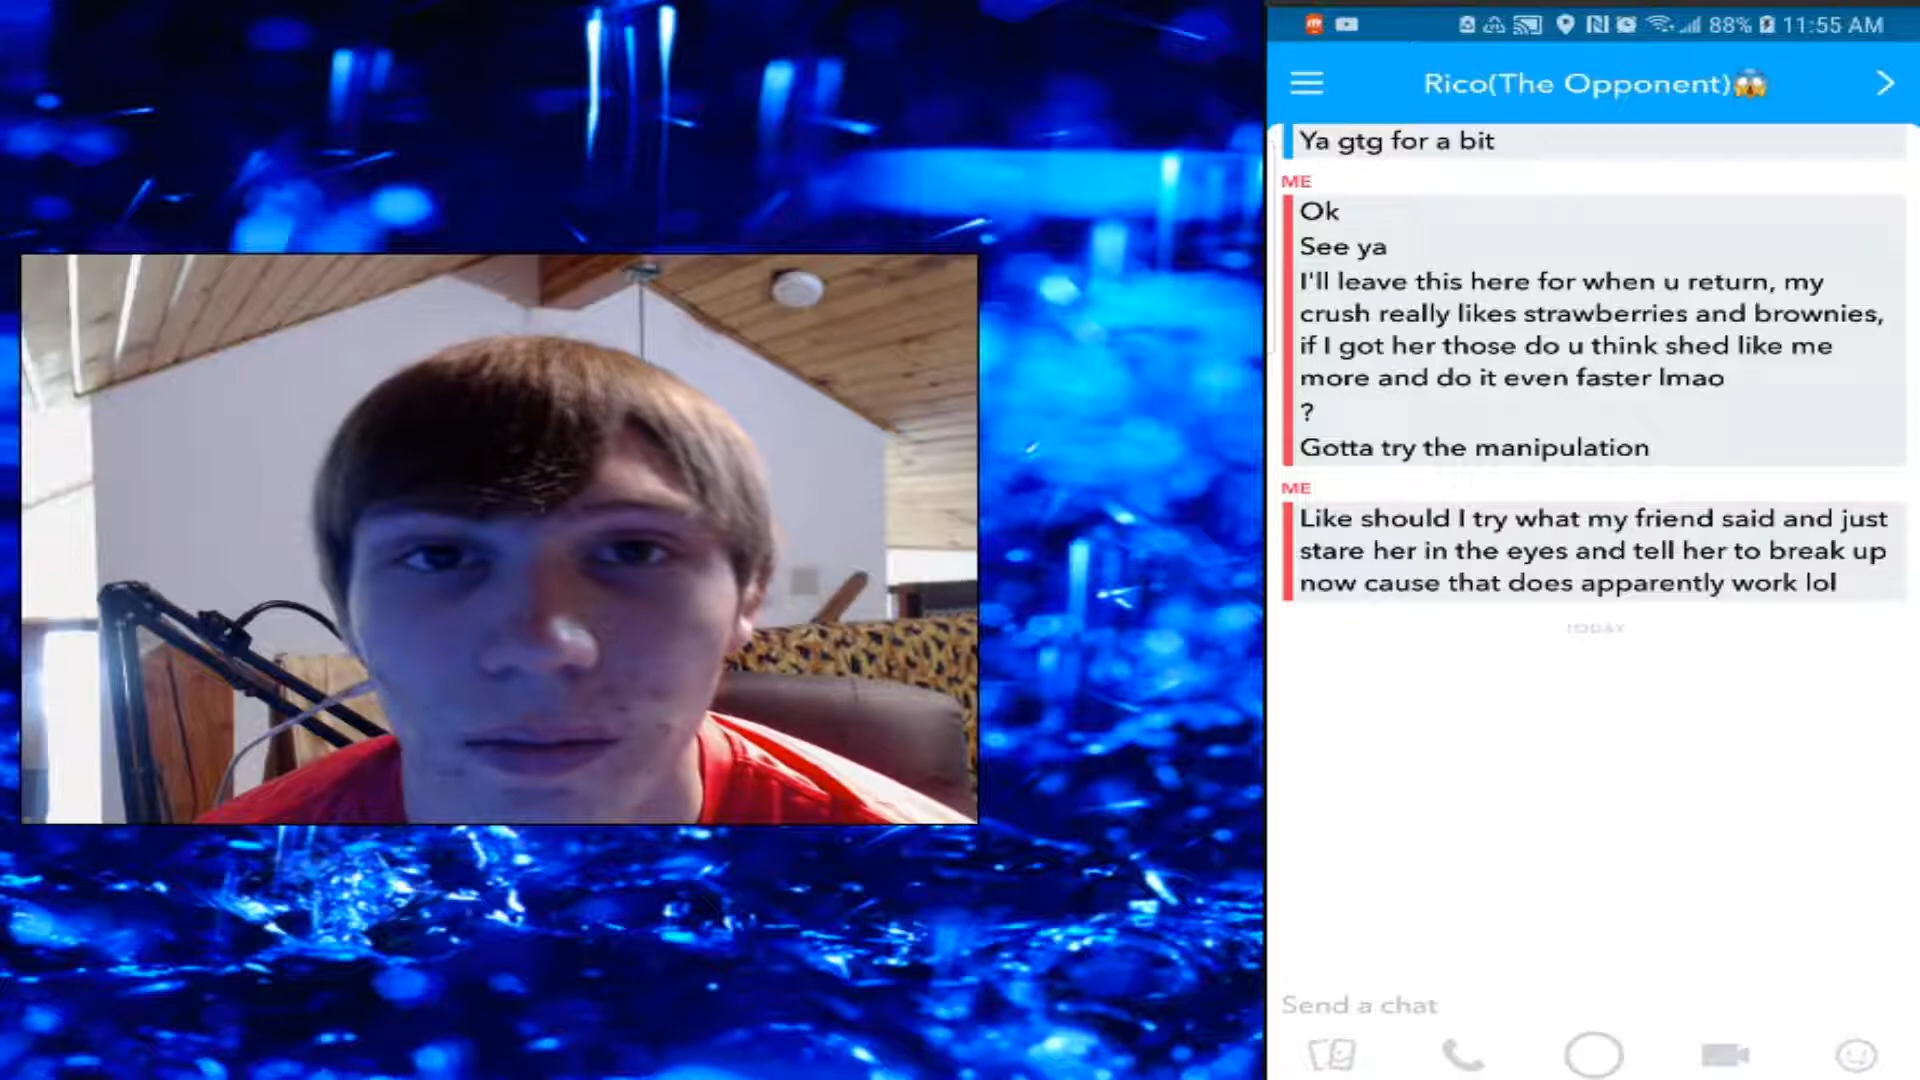 88% 11:55 AM
Rico(The Opponent)😱
Ya gtg for a bit
ME
Ok
See ya
I'll leave this here for when u return, my
crush really likes strawberries and brownies,
if I got her those do u think shed like me
more and do it even faster lmao
?
Gotta try the manipulation
ME
Like should I try what my friend said and just
stare her in the eyes and tell her to break up
now cause that does apparently work lol
TODAY
Send a chat